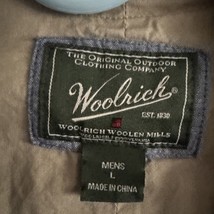 THE ORIGINAL OUTDOOR
CLOTHING COMPANY
Woolrich®
EST. 1830
WOOLRICH WOOLEN MILLS
MENS
L
MADE IN CHINA